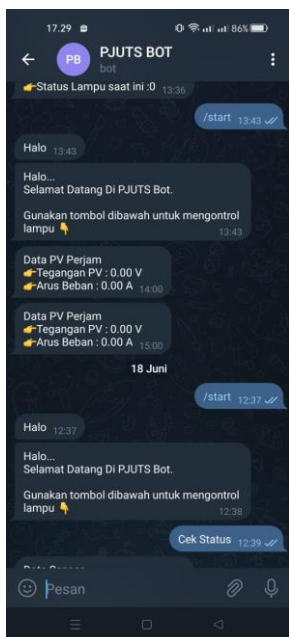 17.29 86%
PB PJUTS BOT
bot
👉Status Lampu saat ini :0 13:36
/start 13:43
Halo 13:43
Halo...
Selamat Datang Di PJUTS Bot.
Gunakan tombol dibawah untuk mengontrol
lampu 👇 13:43
Data PV Perjam
👉Tegangan PV : 0.00 V
👉Arus Beban : 0.00 A 14:00
Data PV Perjam
👉Tegangan PV : 0.00 V
👉Arus Beban : 0.00 A 15:00
18 Juni
/start 12:37
Halo 12:37
Halo...
Selamat Datang Di PJUTS Bot.
Gunakan tombol dibawah untuk mengontrol
lampu 👇 12:38
Cek Status 12:39
Pesan